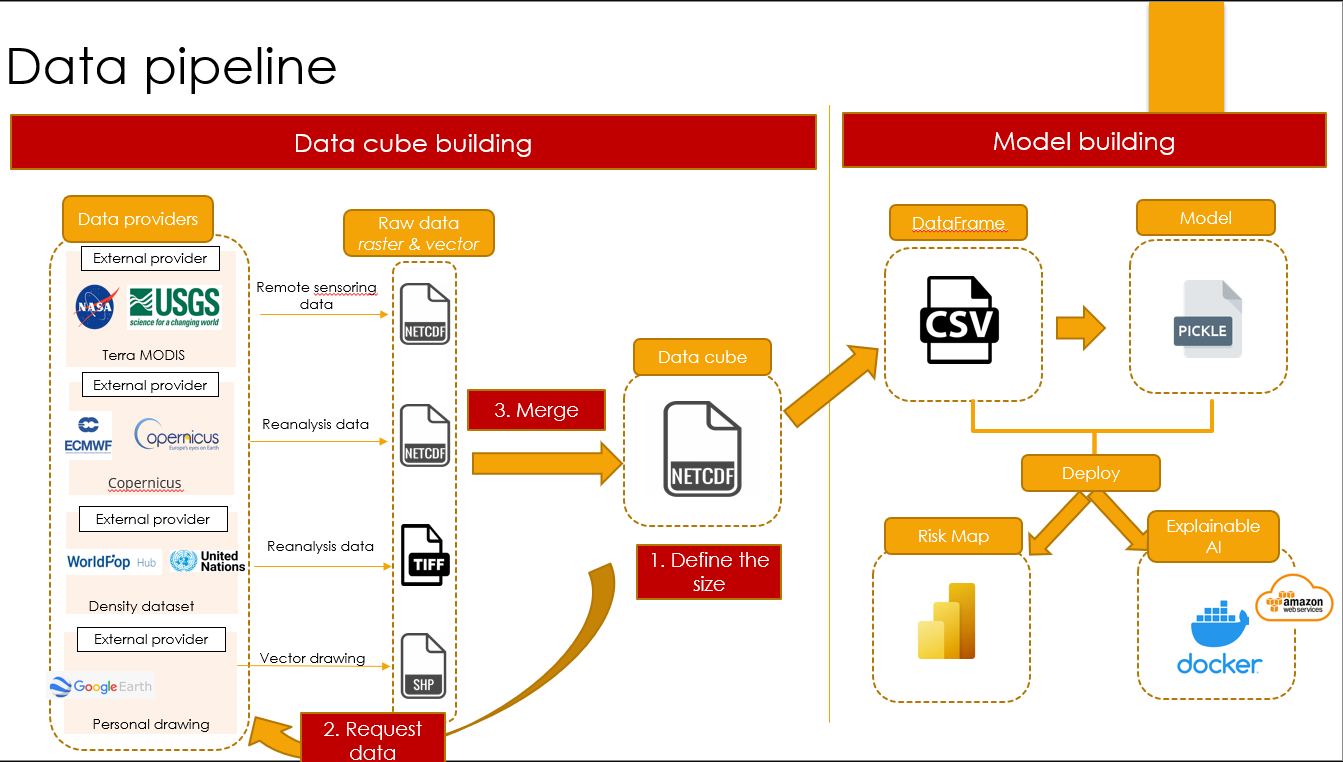 Data pipeline
Data cube building
Model building
Data providers
External provider
NASA
USGS
science for a changing world
Terra MODIS
External provider
ECMWF
Copernicus
Europe's eyes on Earth
Copernicus
External provider
WorldPop Hub
United
Nations
Density dataset
External provider
Google Earth
Personal drawing
Remote sensoring
data
Reanalysis data
Reanalysis data
Vector drawing
Raw data
raster & vector
NETCDF
NETCDF
TIFF
SHP
2. Request
data
3. Merge
Data cube
NETCDF
1. Define the
size
DataFrame
CSV
Model
PICKLE
Deploy
Risk Map
Explainable
AI
amazon
web services
docker